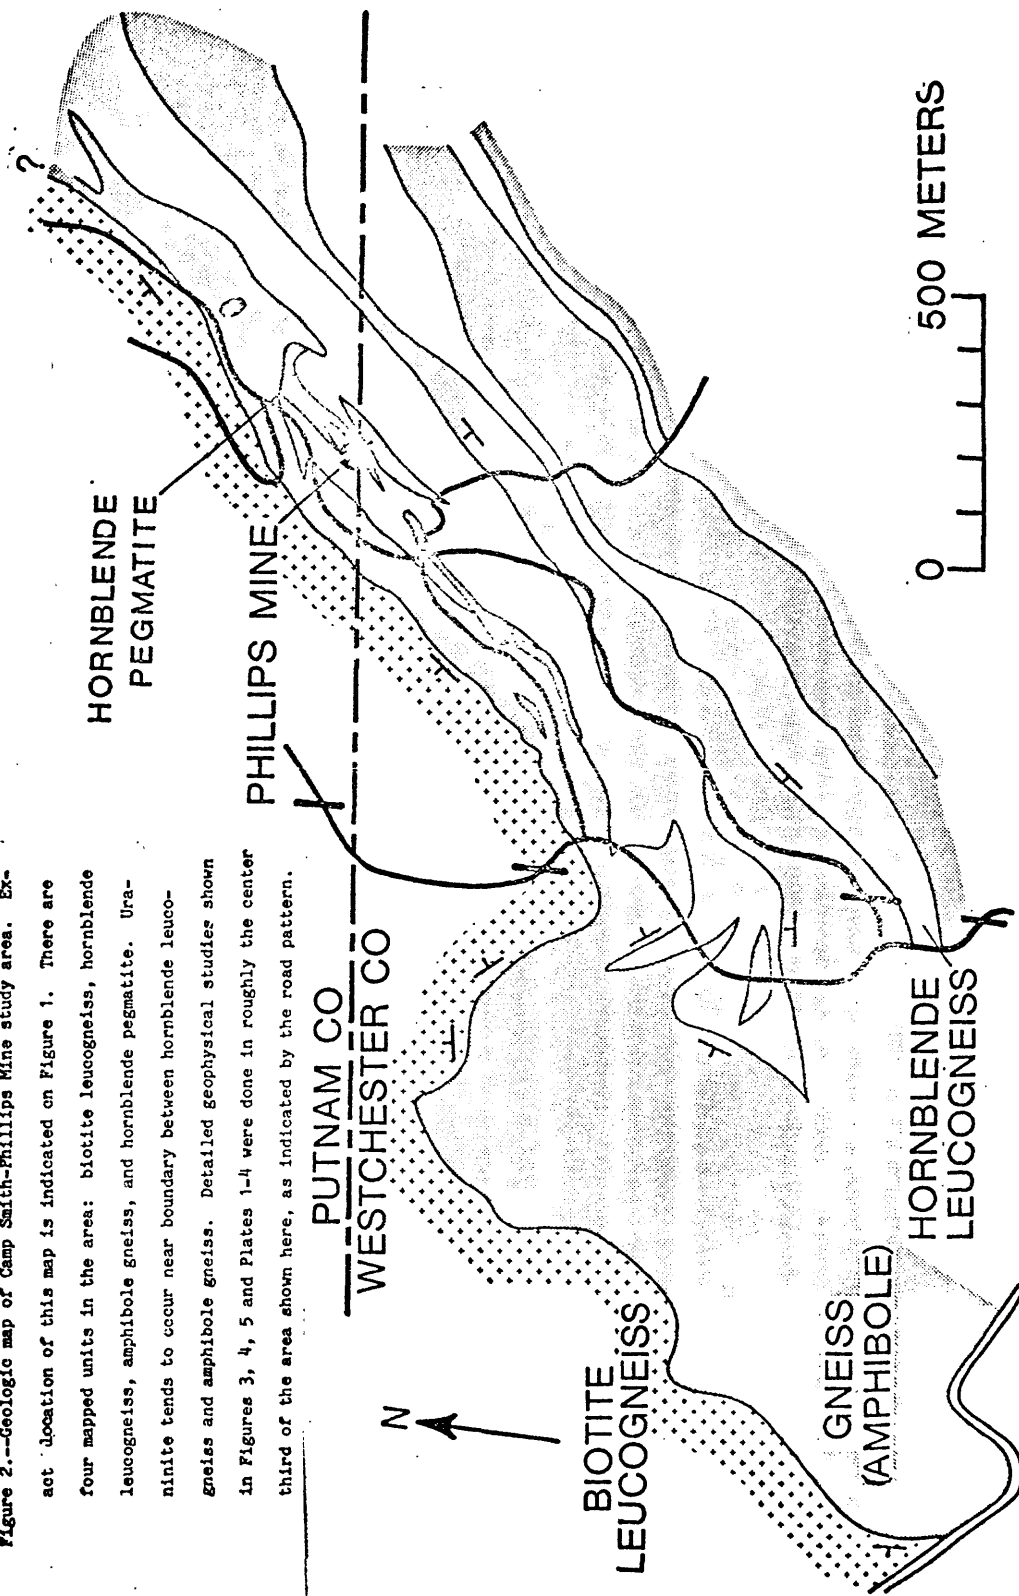 Figure 2.--Geologic map of Camp Smith-Phillips Mine study area. Ex-
act location of this map is indicated on Figure 1. There are
four mapped units in the area: biotite leucogneiss, hornblende
leucogneiss, amphibole gneiss, and hornblende pegmatite. Ura-
ninite tends to occur near boundary between hornblende leuco-
gneiss and amphibole gneiss. Detailed geophysical studies shown
in Figures 3, 4, 5 and Plates 1-4 were done in roughly the center
third of the area shown here, as indicated by the road pattern.
HORNBLENDE
PEGMATITE
?
PHILLIPS MINE
PUTNAM CO
WESTCHESTER CO
N
BIOTITE
LEUCOGNEISS
GNEISS
(AMPHIBOLE)
HORNBLENDE
LEUCOGNEISS
0 500 METERS